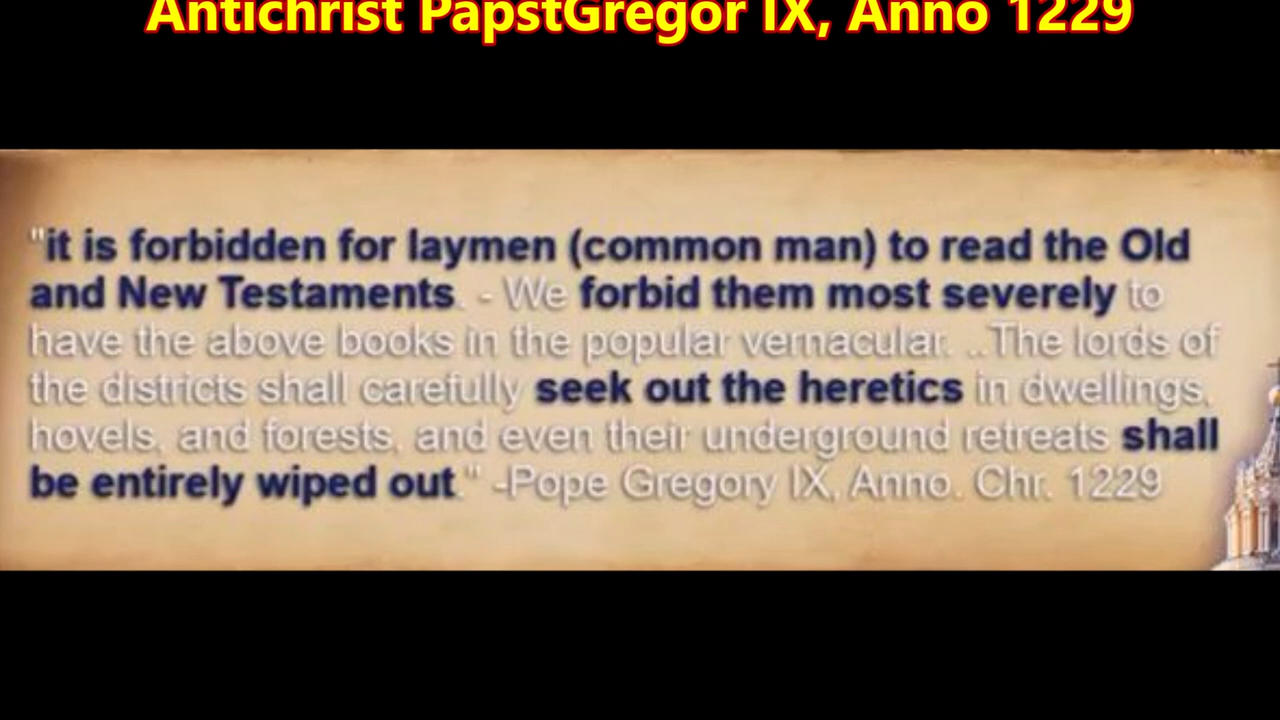 Antichrist PapstGregor IX, Anno 1229
"it is forbidden for laymen (common man) to read the Old
and New Testaments. - We forbid them most severely to
have the above books in the popular vernacular. ..The lords of
the districts shall carefully seek out the heretics in dwellings,
hovels, and forests, and even their underground retreats shall
be entirely wiped out." -Pope Gregory IX, Anno. Chr. 1229